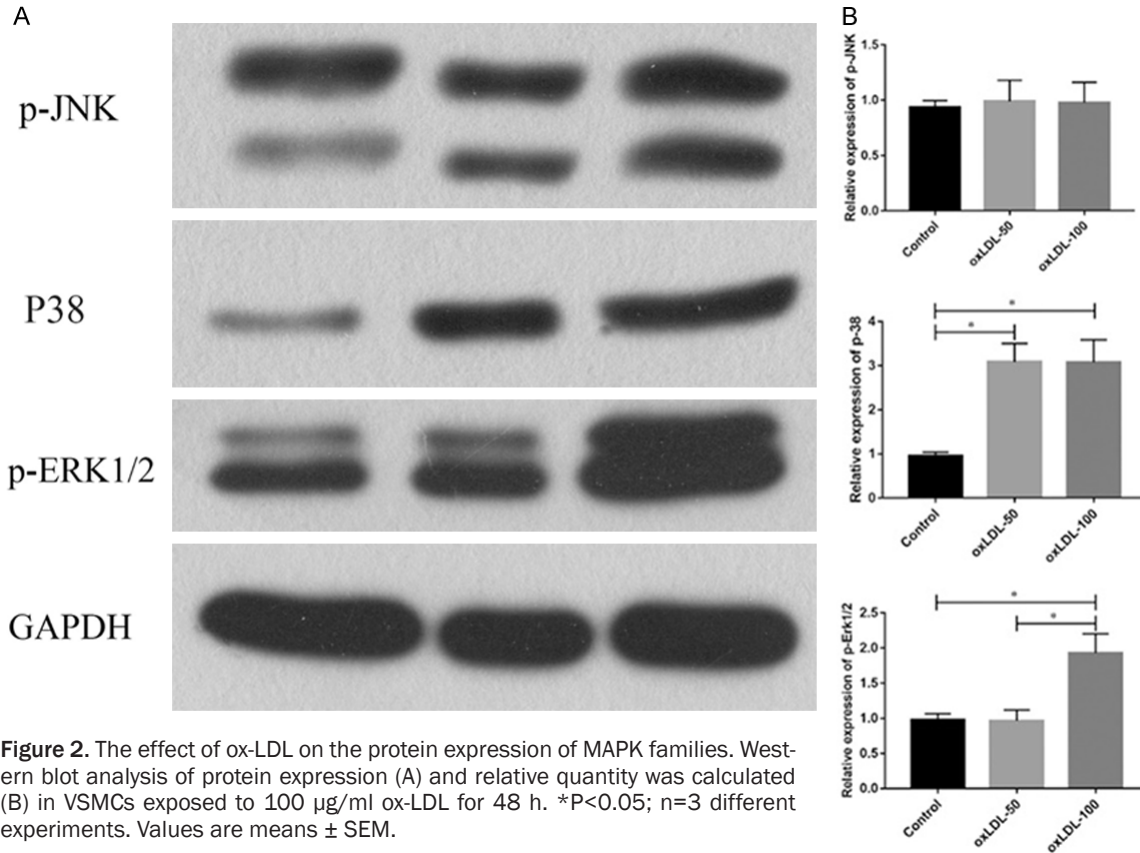 A
p-JNK
P38
p-ERK1/2
GAPDH
B
Relative expression of p-JNK
1.5
1.0
0.5
0.0
Control
oxLDL-50
oxLDL-100
Relative expression of p-38
4
3
2
1
0
*
*
Control
oxLDL-50
oxLDL-100
Relative expression of p-Erk1/2
2.5
2.0
1.5
1.0
0.5
0.0
*
*
Control
oxLDL-50
oxLDL-100
Figure 2. The effect of ox-LDL on the protein expression of MAPK families. West-
ern blot analysis of protein expression (A) and relative quantity was calculated
(B) in VSMCs exposed to 100 µg/ml ox-LDL for 48 h. *P<0.05; n=3 different
experiments. Values are means ± SEM.